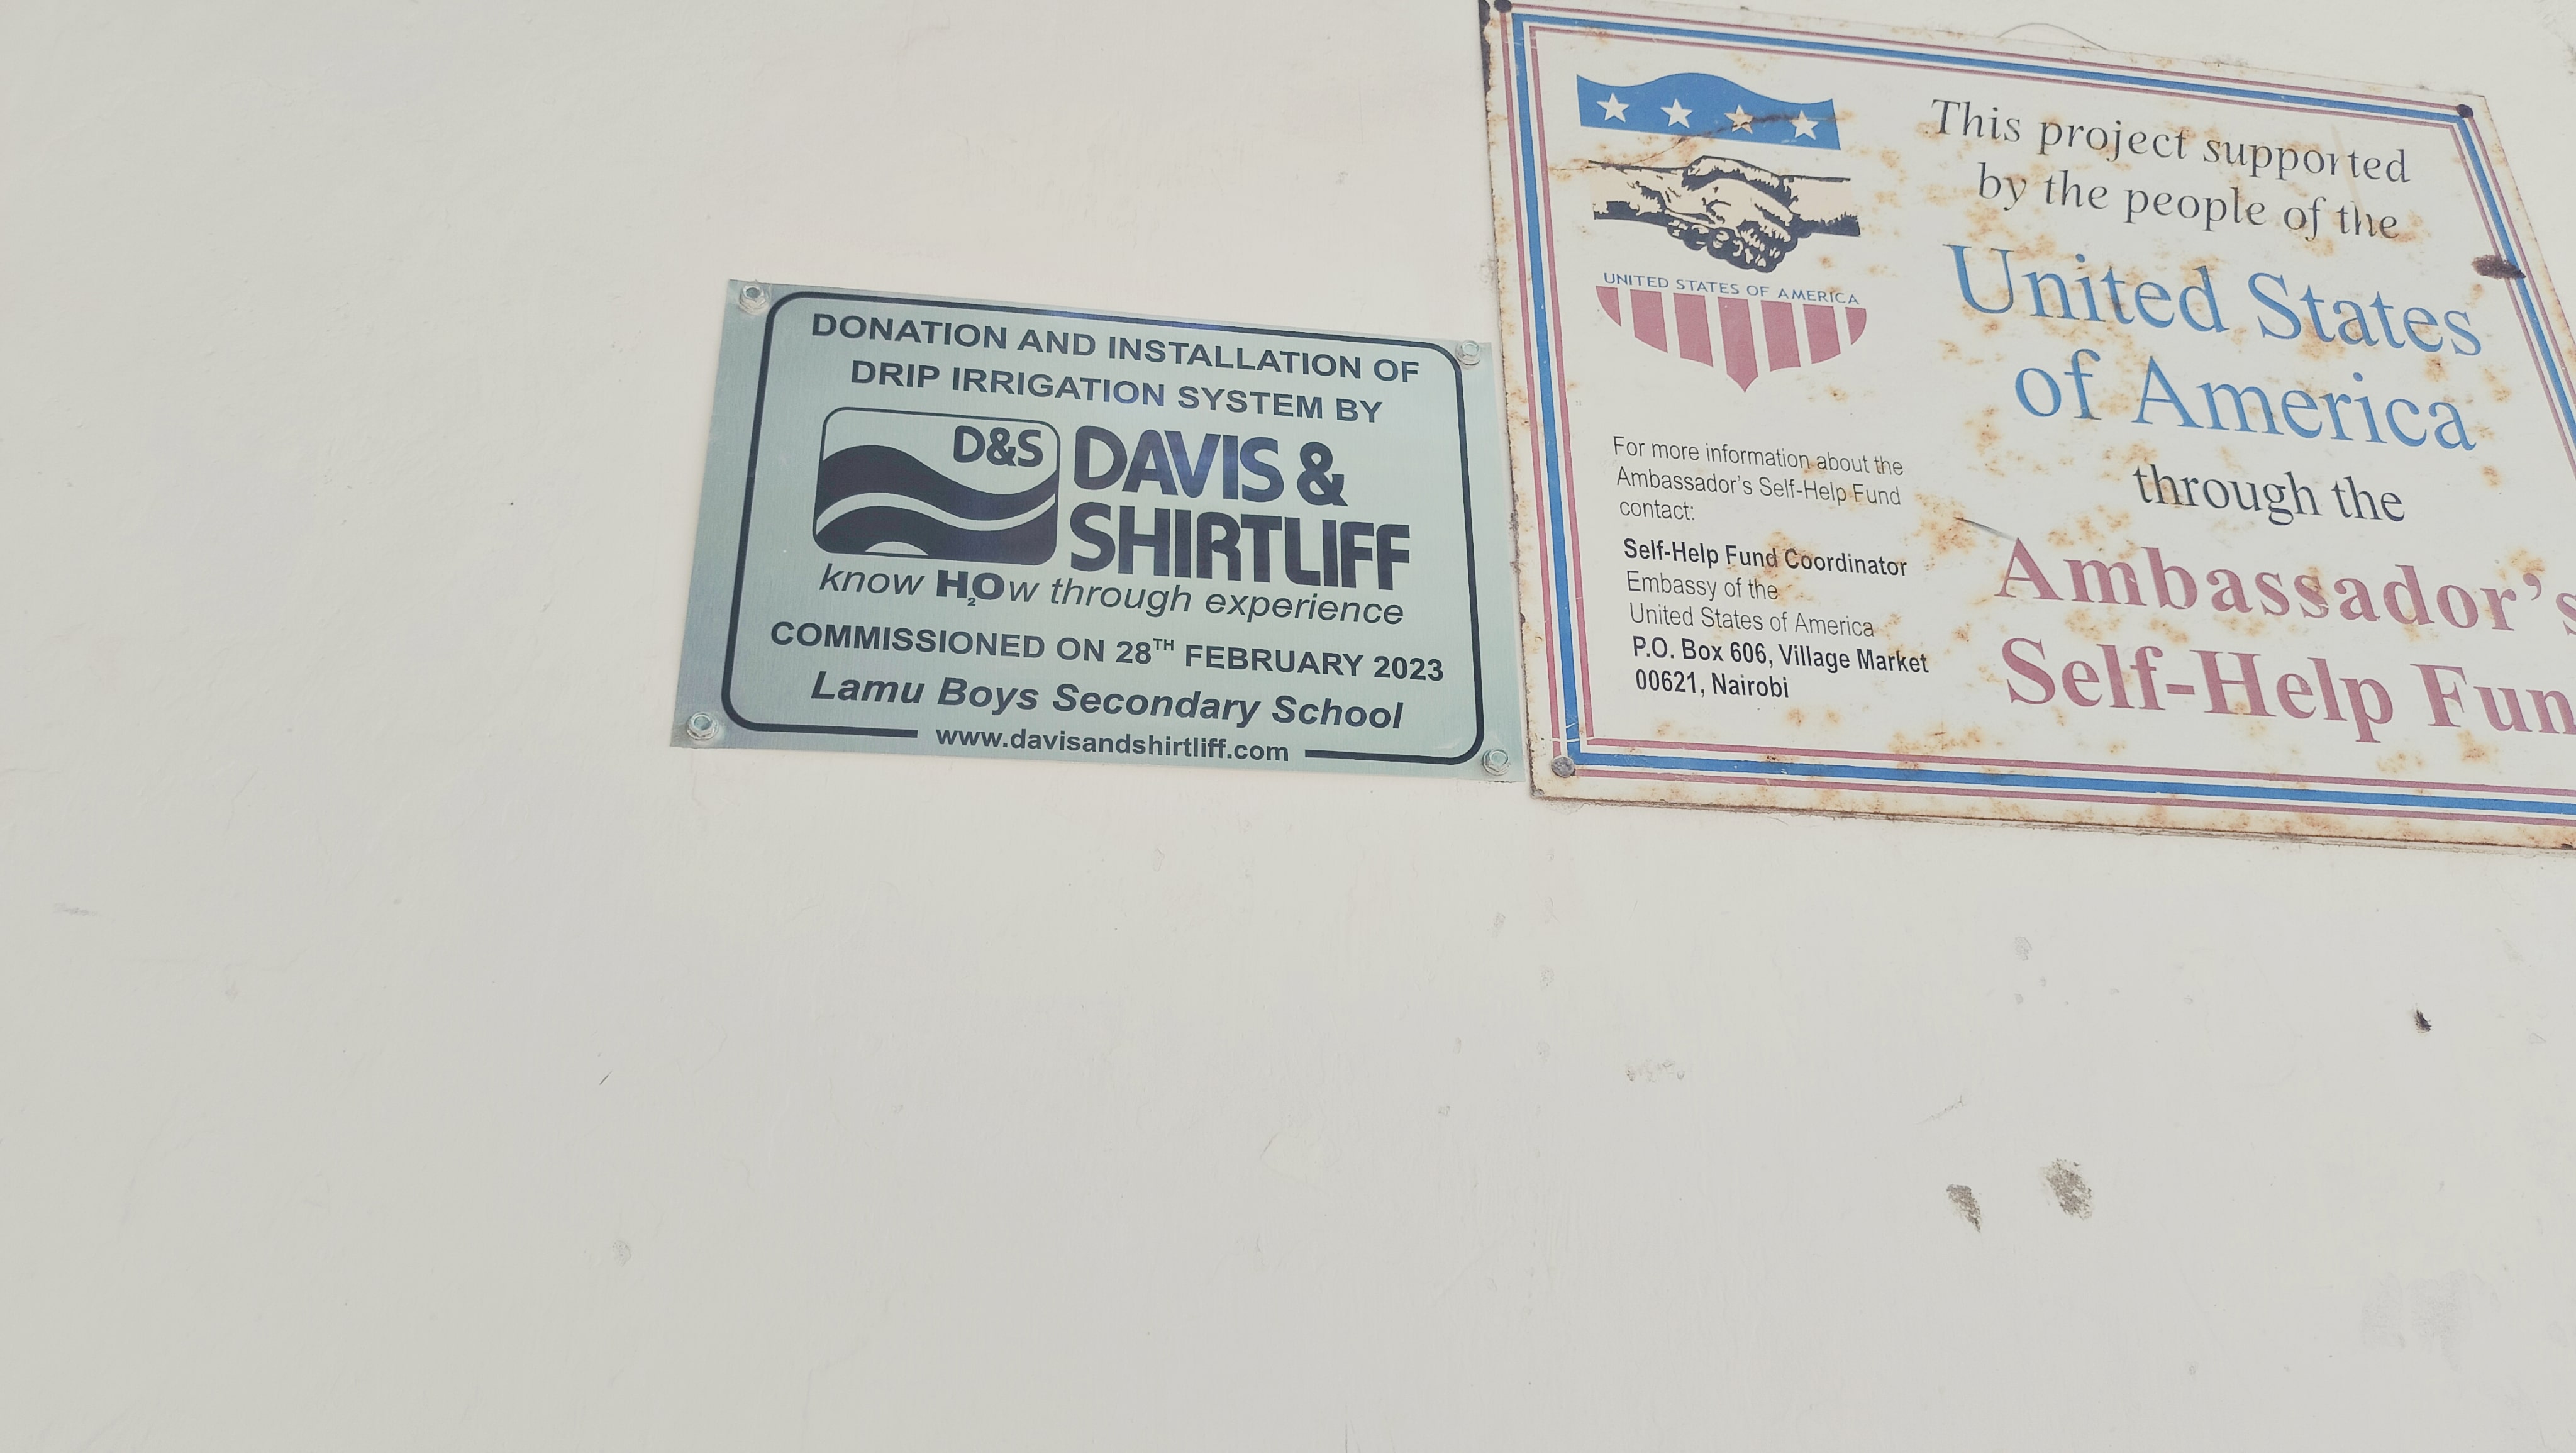 DONATION AND INSTALLATION OF
DRIP IRRIGATION SYSTEM BY
D&S
DAVIS &
SHIRTLIFF
know H₂Ow through experience
COMMISSIONED ON 28TH FEBRUARY 2023
Lamu Boys Secondary School
www.davisandshirtliff.com
UNITED STATES OF AMERICA
For more information about the
Ambassador's Self-Help Fund
contact:
Self-Help Fund Coordinator
Embassy of the
United States of America
P.O. Box 606, Village Market
00621, Nairobi
This project supported
by the people of the
United States
of America
through the
Ambassador's
Self-Help Fun